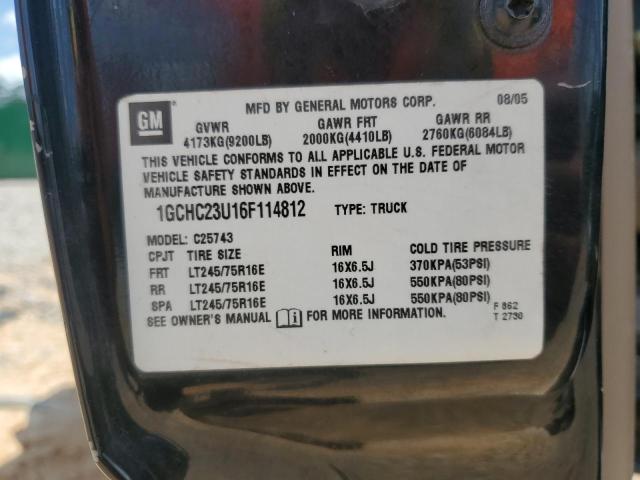 GM
MFD BY GENERAL MOTORS CORP. 08/05
GVWR GAWR FRT GAWR RR
4173KG(9200LB) 2000KG(4410LB) 2760KG(6084LB)
THIS VEHICLE CONFORMS TO ALL APPLICABLE U.S. FEDERAL MOTOR
VEHICLE SAFETY STANDARDS IN EFFECT ON THE DATE OF
MANUFACTURE SHOWN ABOVE.
1GCHC23U16F114812 TYPE: TRUCK
MODEL: C25743
CPJT TIRE SIZE RIM COLD TIRE PRESSURE
FRT LT245/75R16E 16X6.5J 370KPA(53PSI)
RR LT245/75R16E 16X6.5J 550KPA(80PSI)
SPA LT245/75R16E 16X6.5J 550KPA(80PSI)
SEE OWNER'S MANUAL FOR MORE INFORMATION.
F 862
T 2730